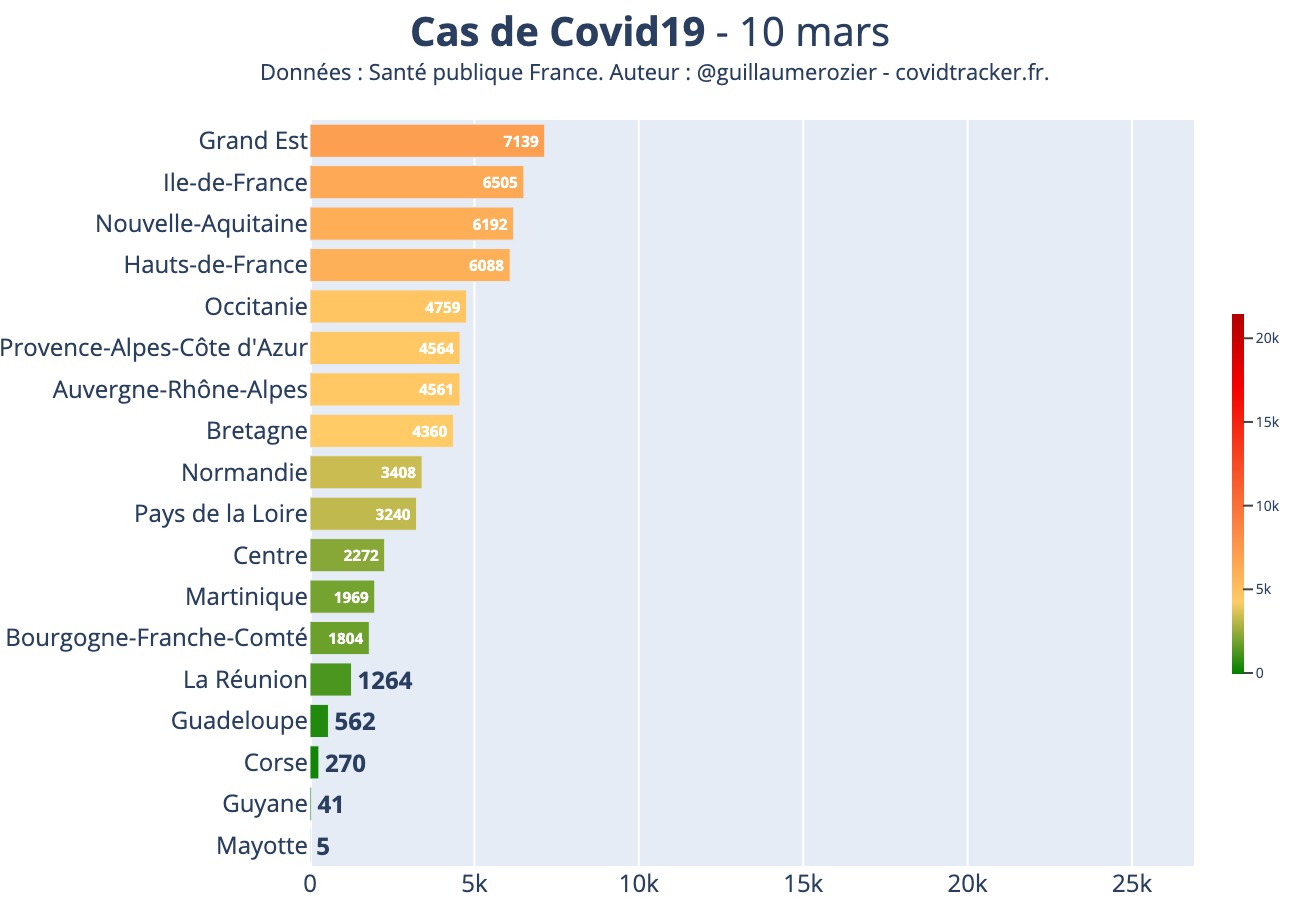 Cas de Covid19 - 10 mars
Données : Santé publique France. Auteur : @guillaumerozier - covidtracker.fr.
Grand Est 7139
Ile-de-France 6505
Nouvelle-Aquitaine 6192
Hauts-de-France 6088
Occitanie 4759
Provence-Alpes-Côte d'Azur 4564
Auvergne-Rhône-Alpes 4561
Bretagne 4360
Normandie 3408
Pays de la Loire 3240
Centre 2272
Martinique 1969
Bourgogne-Franche-Comté 1804
La Réunion 1264
Guadeloupe 562
Corse 270
Guyane 41
Mayotte 5
0 5k 10k 15k 20k 25k
20k
15k
10k
5k
0